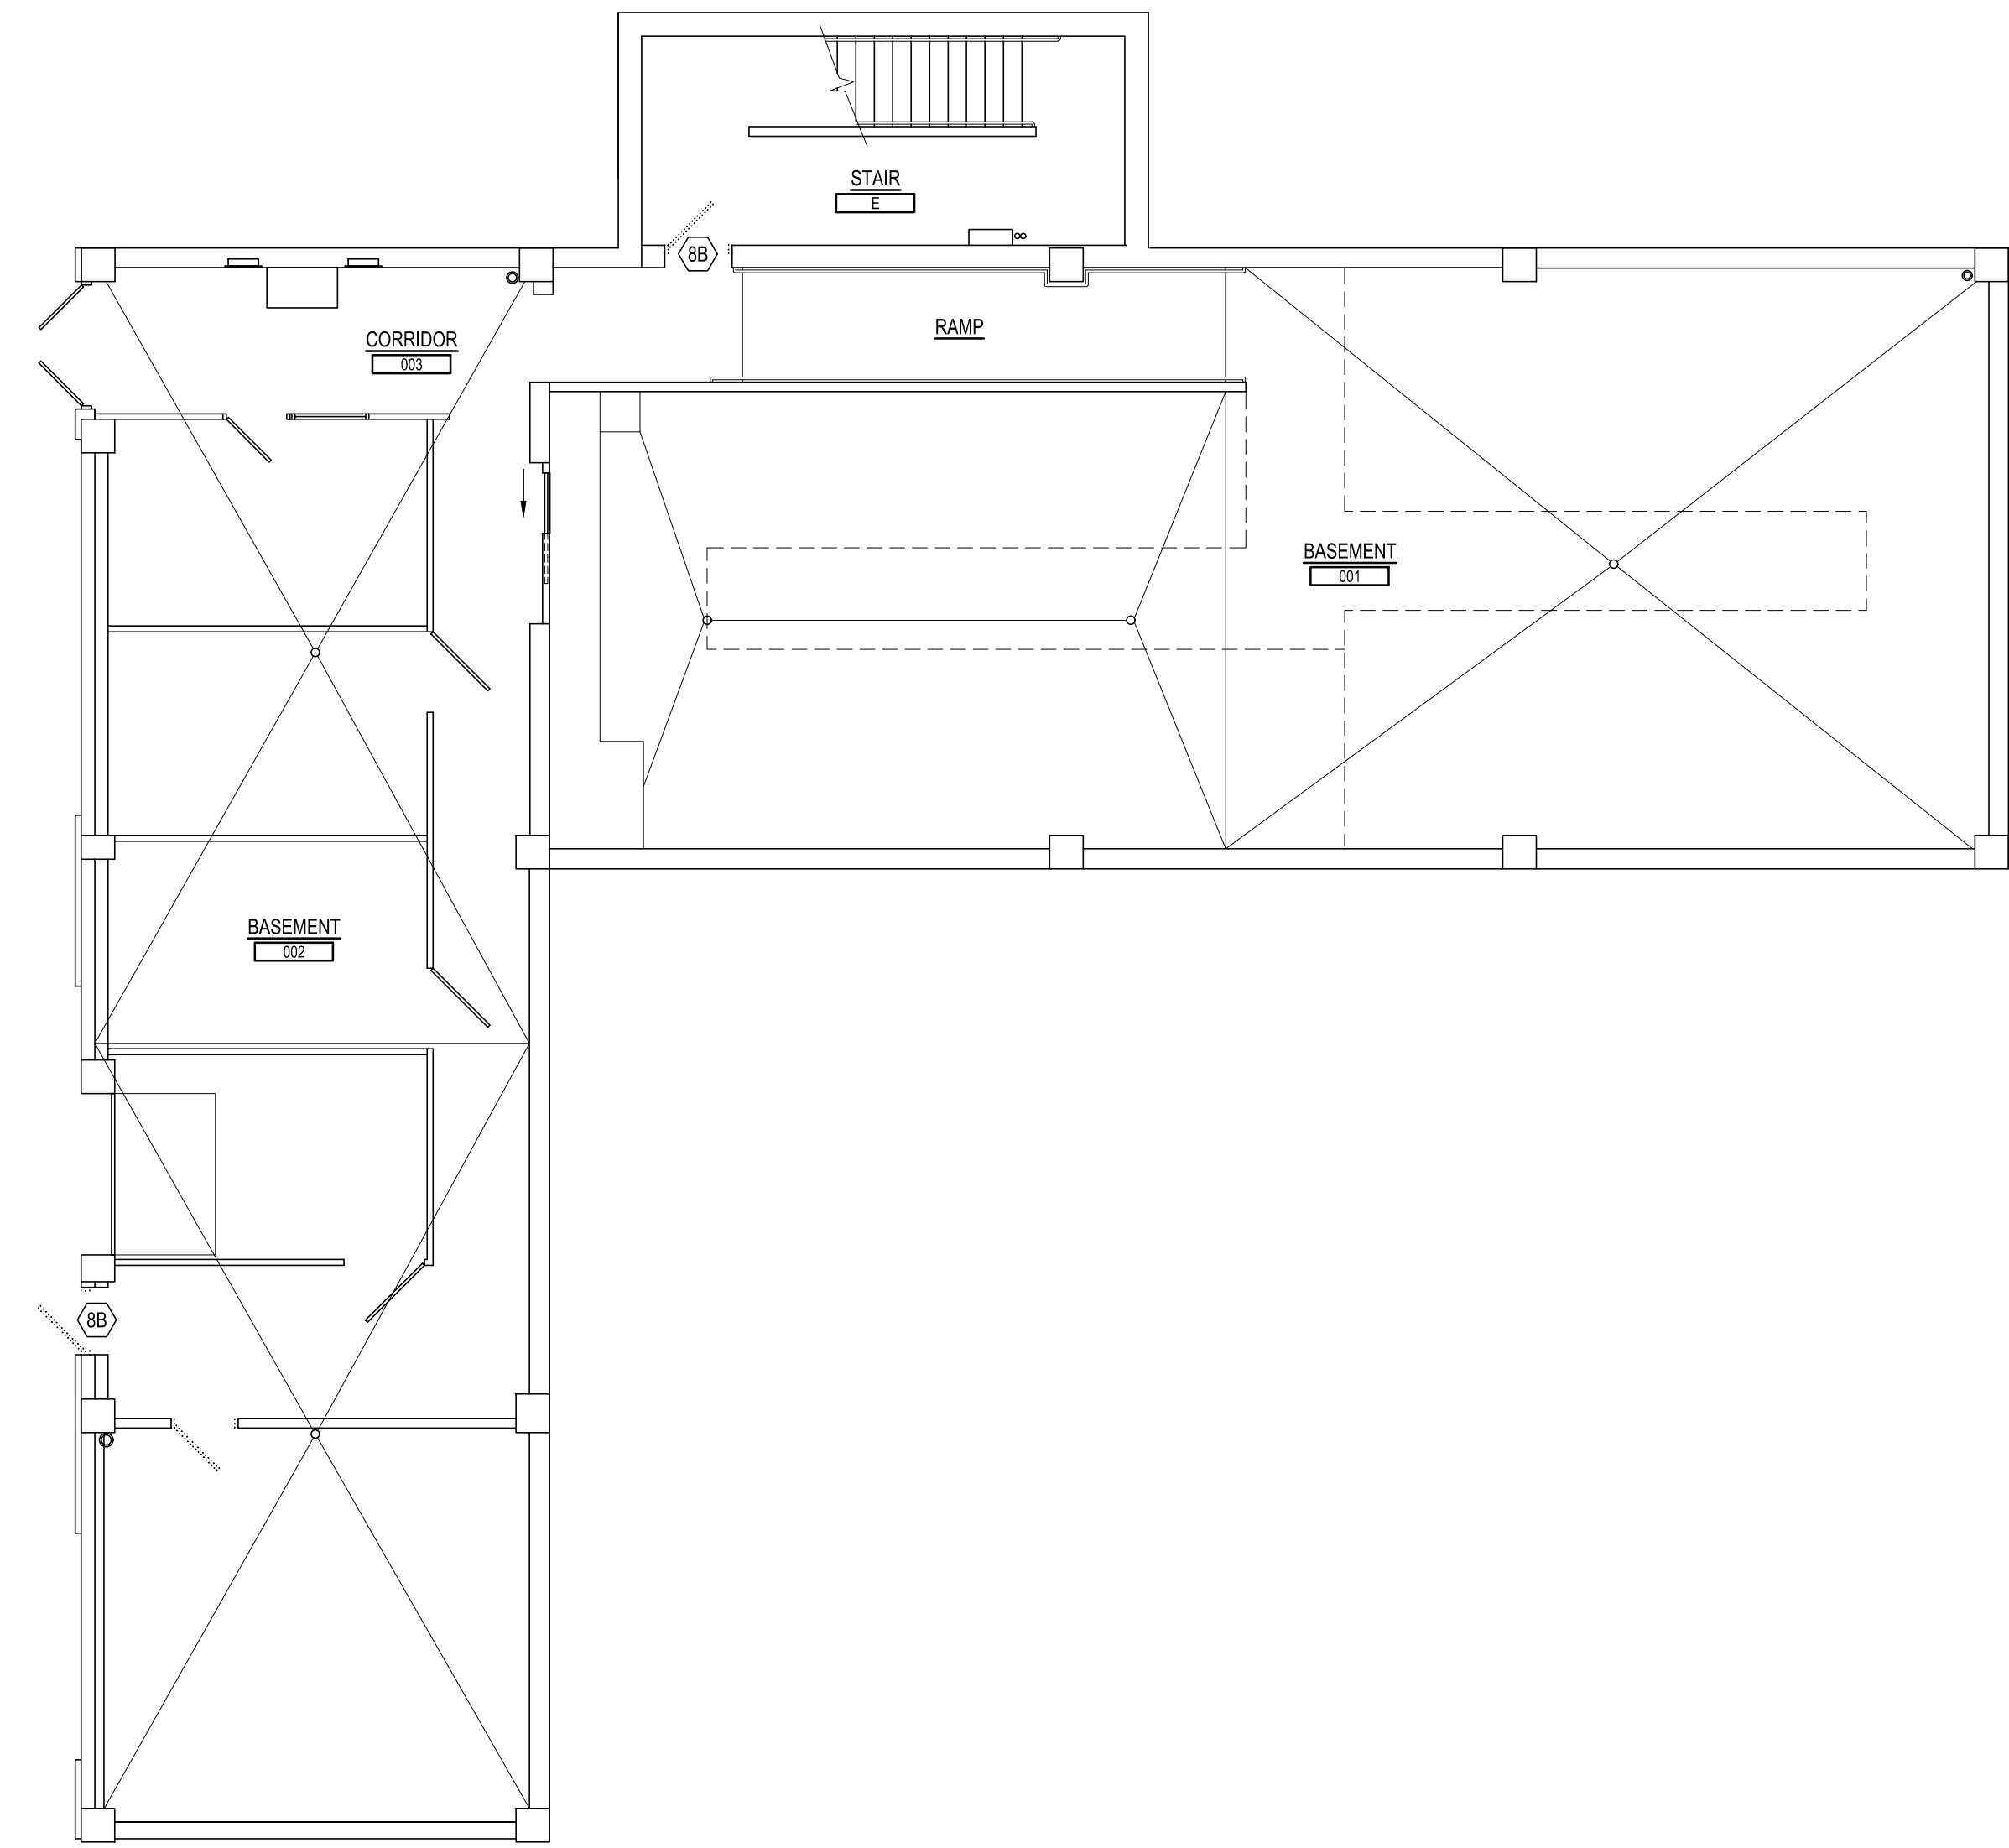 STAIR
E
8B
RAMP
CORRIDOR
003
BASEMENT
001
BASEMENT
002
8B